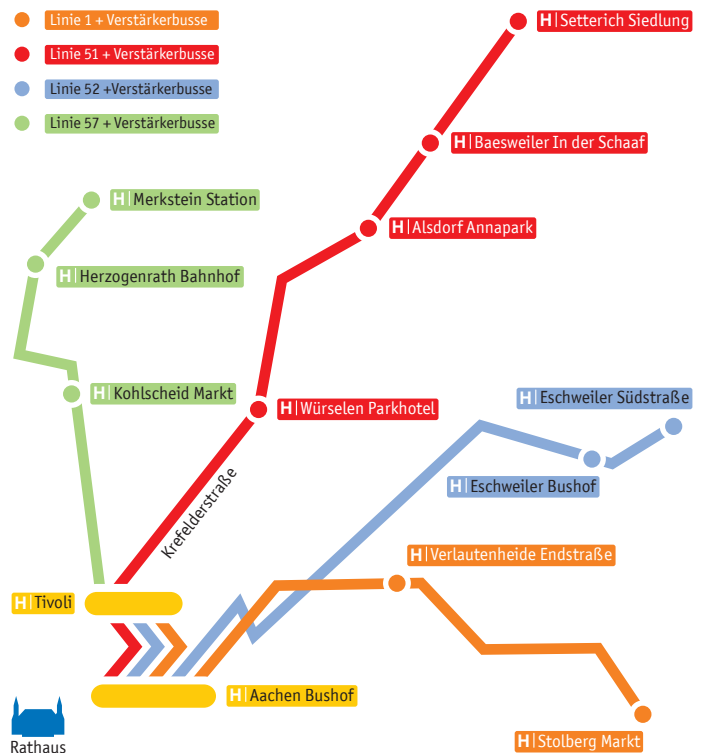 Linie 1 + Verstärkerbusse
Linie 51 + Verstärkerbusse
Linie 52 +Verstärkerbusse
Linie 57 + Verstärkerbusse
H Setterich Siedlung
H Baesweiler In der Schaaf
H Merkstein Station
H Alsdorf Annapark
H Herzogenrath Bahnhof
H Kohlscheid Markt
H Würselen Parkhotel
H Eschweiler Südstraße
H Eschweiler Bushof
Krefelderstraße
H Verlautenheide Endstraße
H Tivoli
H Aachen Bushof
H Stolberg Markt
Rathaus